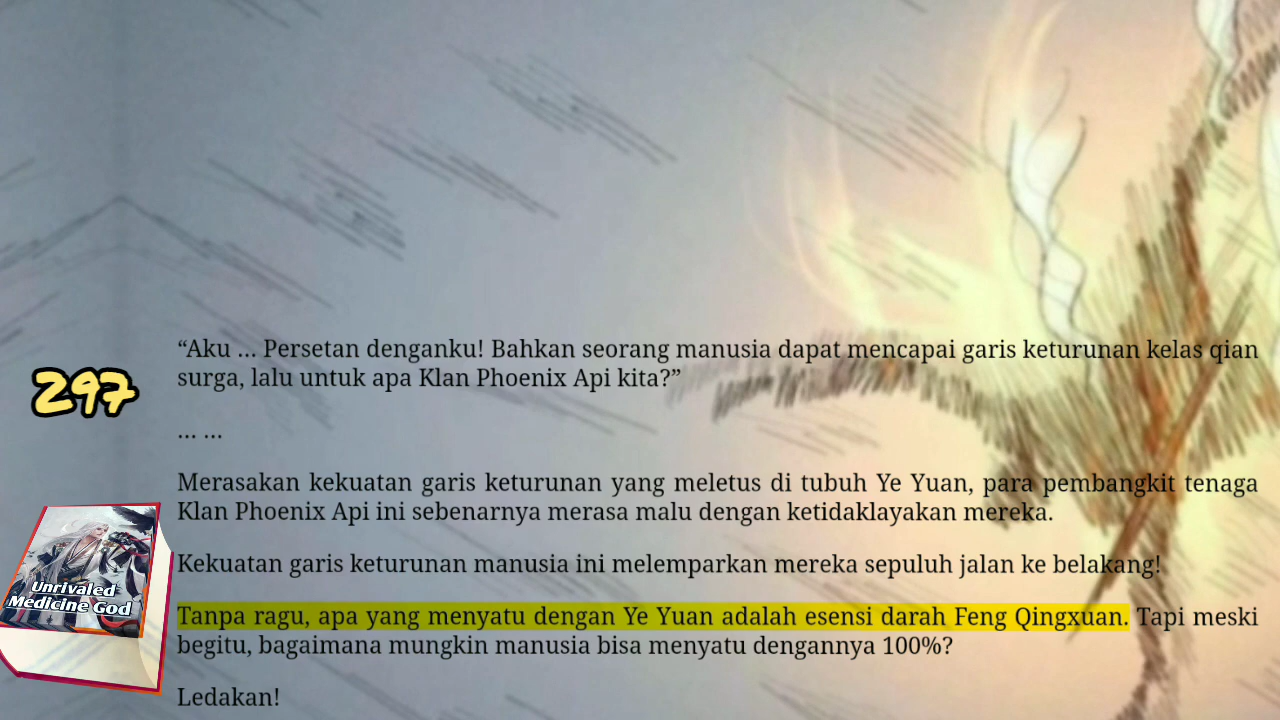 “Aku ... Persetan denganku! Bahkan seorang manusia dapat mencapai garis keturunan kelas qian
surga, lalu untuk apa Klan Phoenix Api kita?”
297
... ...
Merasakan kekuatan garis keturunan yang meletus di tubuh Ye Yuan, para pembangkit tenaga
Klan Phoenix Api ini sebenarnya merasa malu dengan ketidaklayakan mereka.
Kekuatan garis keturunan manusia ini melemparkan mereka sepuluh jalan ke belakang!
Unrivaled
Medicine God
Tanpa ragu, apa yang menyatu dengan Ye Yuan adalah esensi darah Feng Qingxuan. Tapi meski
begitu, bagaimana mungkin manusia bisa menyatu dengannya 100%?
Ledakan!